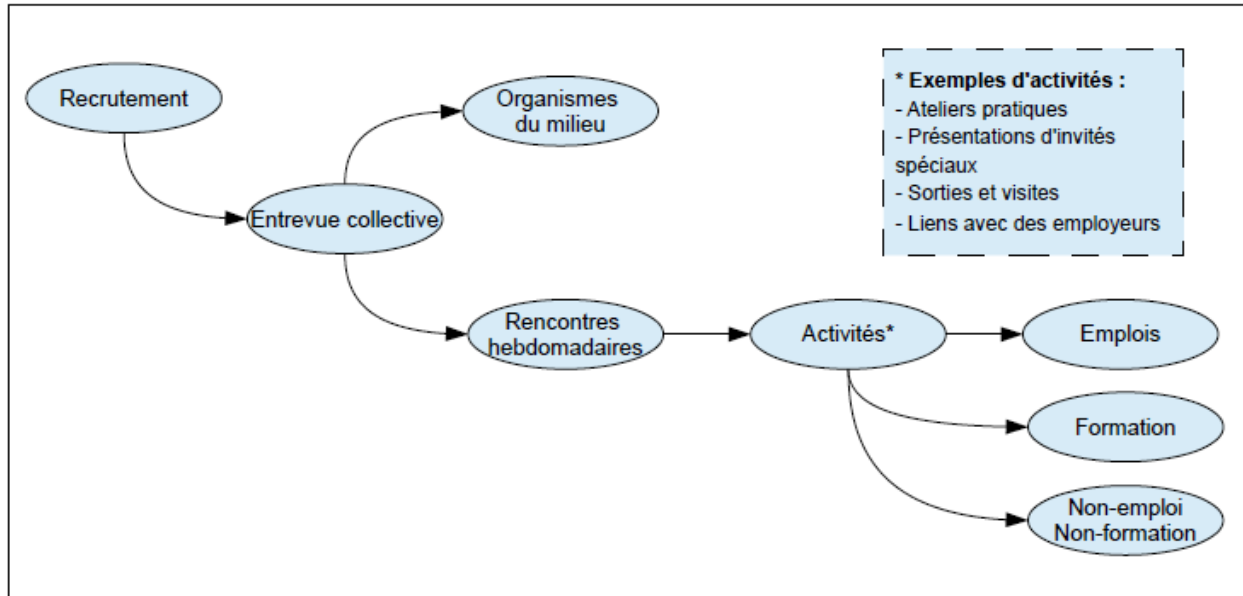 Recrutement
Organismes
du milieu
* Exemples d'activités :
- Ateliers pratiques
- Présentations d'invités
spéciaux
- Sorties et visites
- Liens avec des employeurs
Entrevue collective
Rencontres
hebdomadaires
Activités*
Emplois
Formation
Non-emploi
Non-formation